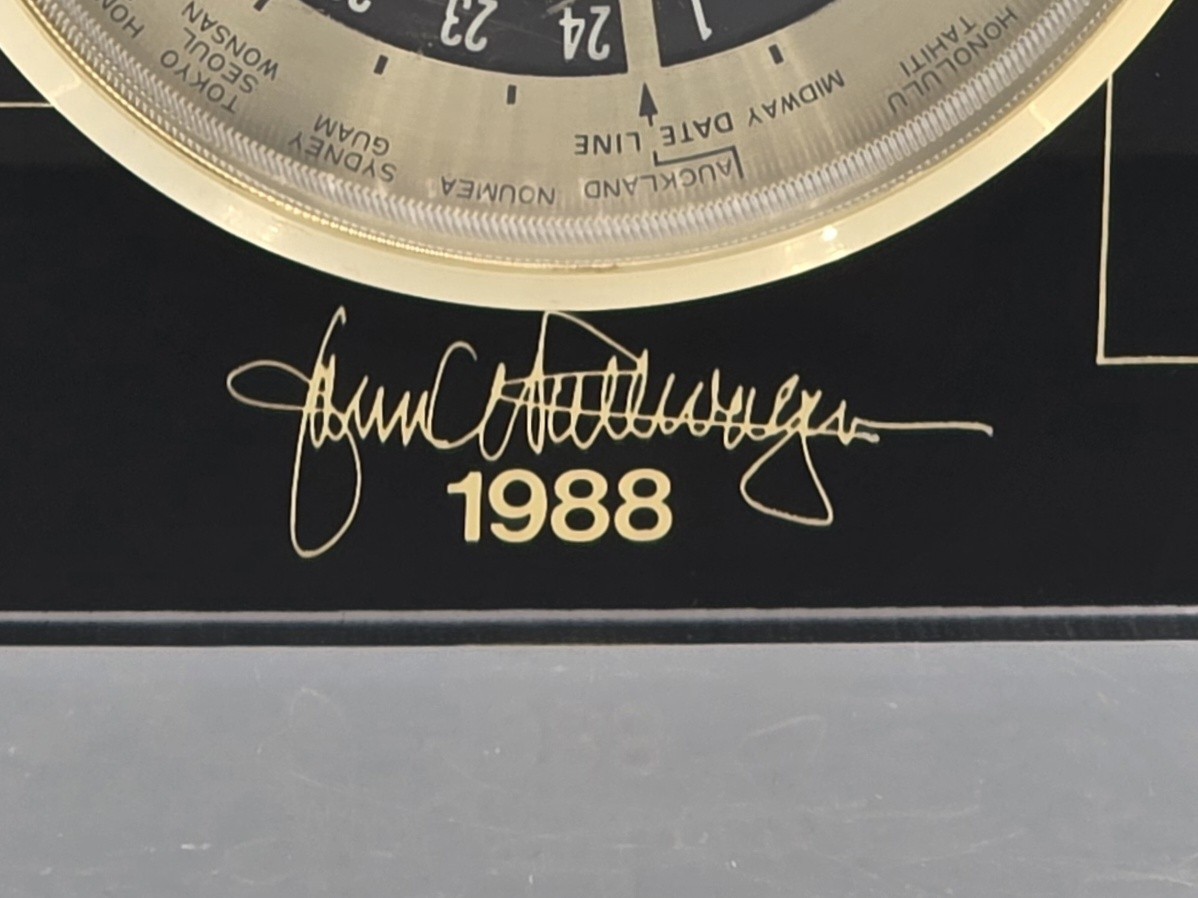 23 24 1
HONOLULU
TAHITI
MIDWAY DATE LINE
AUCKLAND
NOUMEA
SYDNEY
GUAM
TOKYO
SEOUL
WONSAN
1988